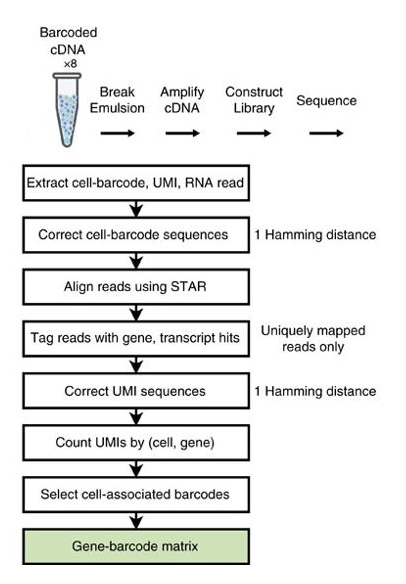 Barcoded
cDNA
×8
Break
Emulsion
Amplify
cDNA
Construct
Library
Sequence
Extract cell-barcode, UMI, RNA read
Correct cell-barcode sequences
1 Hamming distance
Align reads using STAR
Tag reads with gene, transcript hits
Uniquely mapped
reads only
Correct UMI sequences
1 Hamming distance
Count UMIs by (cell, gene)
Select cell-associated barcodes
Gene-barcode matrix